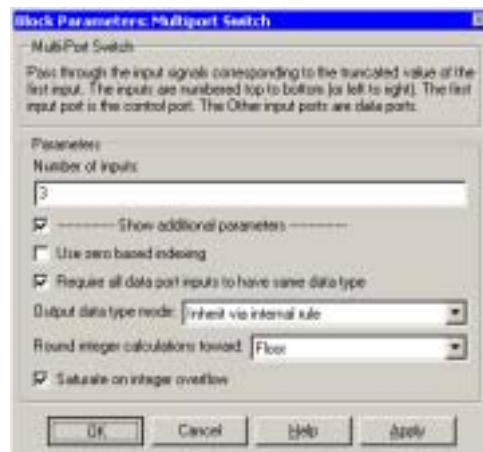 Block Parameters: Multiport Switch
Multi-Port Switch
Pass through the input signals corresponding to the truncated value of the
first input. The inputs are numbered top to bottom (or left to right). The first
input port is the control port. The Other input ports are data ports.
Parameters
Number of inputs:
3
-------- Show additional parameters --------
Use zero based indexing
Require all data port inputs to have same data type
Output data type mode: Inherit via internal rule
Round integer calculations toward: Floor
Saturate on integer overflow
OK Cancel Help Apply